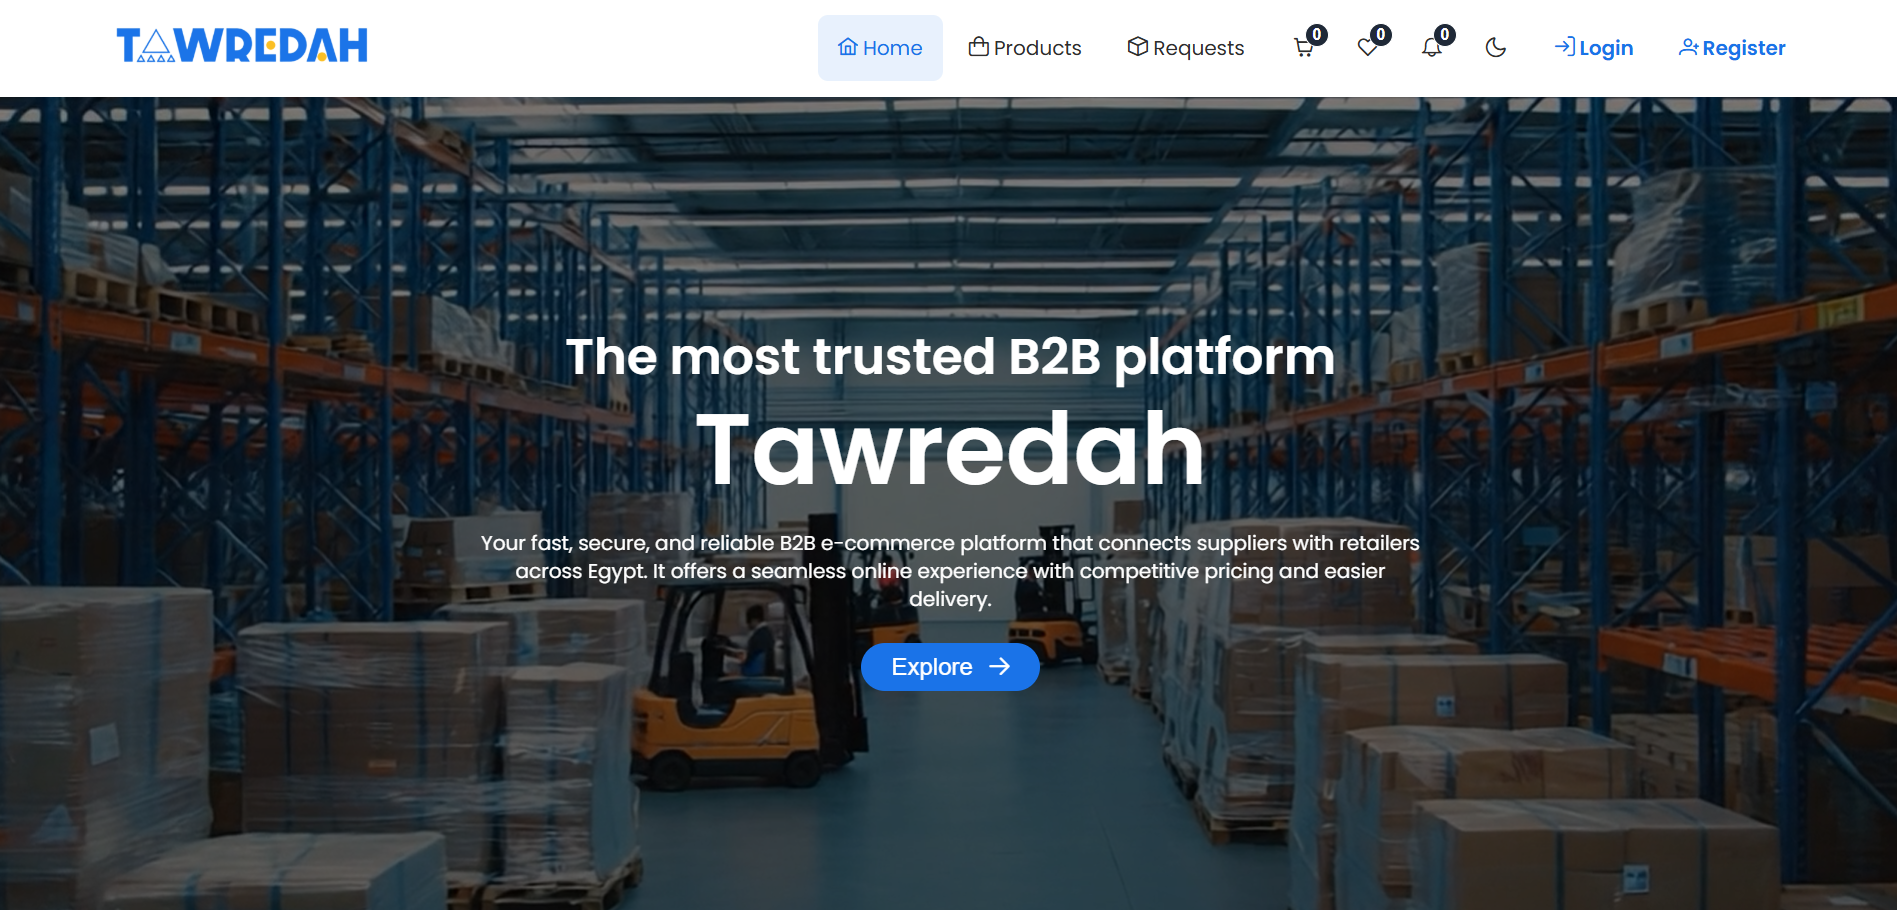 TAWREDAH
Home
Products
Requests
0
0
0
Login
Register
The most trusted B2B platform
Tawredah
Your fast, secure, and reliable B2B e-commerce platform that connects suppliers with retailers
across Egypt. It offers a seamless online experience with competitive pricing and easier
delivery.
Explore